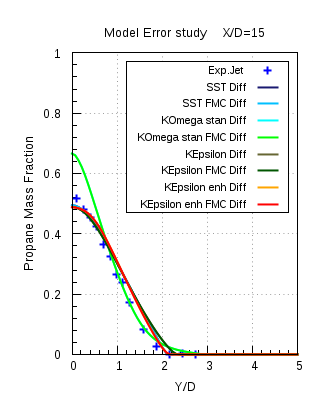 Model Error study X/D=15
Exp.Jet
SST Diff
SST FMC Diff
KOmega stan Diff
KOmega stan FMC Diff
KEpsilon Diff
KEpsilon FMC Diff
KEpsilon enh Diff
KEpsilon enh FMC Diff
Propane Mass Fraction
1
0.8
0.6
0.4
0.2
0
0 1 2 3 4 5
Y/D